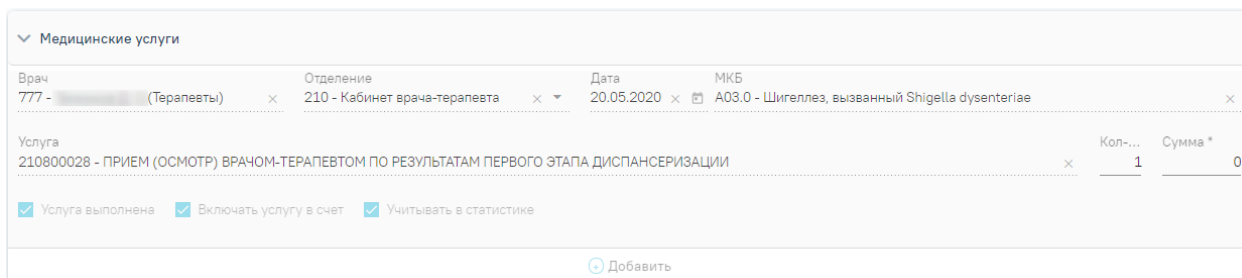 Медицинские услуги
Врач Отделение Дата МКБ
777 - (Терапевты) 210 - Кабинет врача-терапевта 20.05.2020 A03.0 - Шигеллез, вызванный Shigella dysenteriae
Услуга Кол-... Сумма *
210800028 - ПРИЕМ (ОСМОТР) ВРАЧОМ-ТЕРАПЕВТОМ ПО РЕЗУЛЬТАТАМ ПЕРВОГО ЭТАПА ДИСПАНСЕРИЗАЦИИ 1 0
Услуга выполнена Включать услугу в счет Учитывать в статистике
Добавить